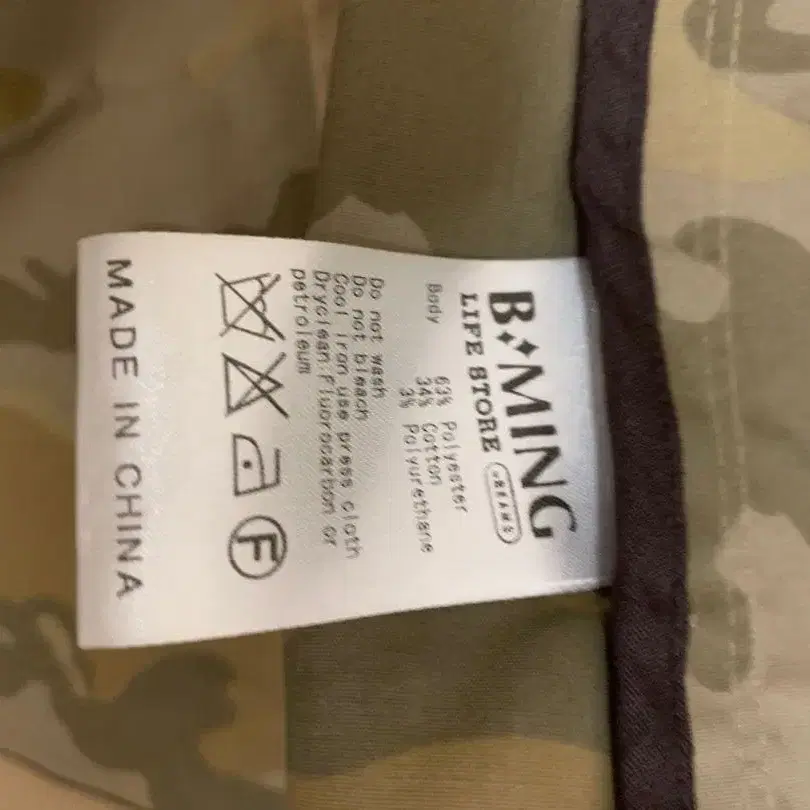 B✦MING
LIFE STORE
BEAMS
Body 63% Polyester
34% Cotton
3% Polyurethane
Do not wash
Do not bleach
Cool iron use press cloth
Dryclean:Fluorocarbon or
petroleum
F
MADE IN CHINA